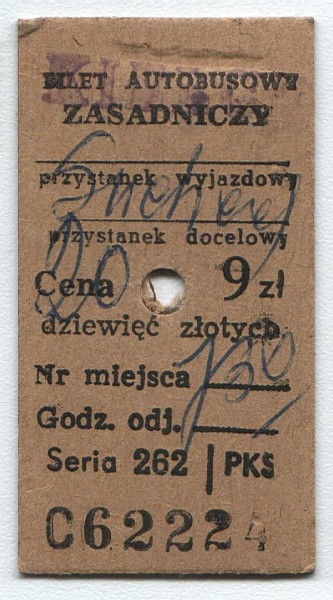 BILET AUTOBUSOWY
ZASADNICZY
przystanek wyjazdowy
przystanek docelowy
Cena 9 zł
20
dziewięć złotych
Nr miejsca
Godz. odj.
Seria 262 | PKS
C62224